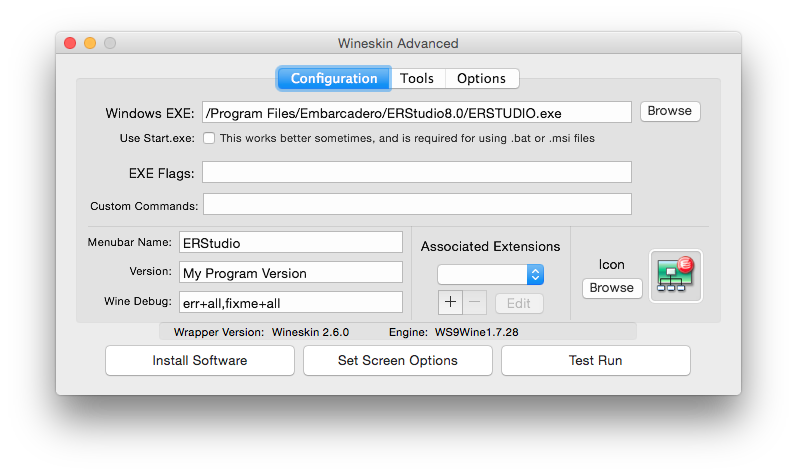 Wineskin Advanced
Configuration Tools Options
Windows EXE: /Program Files/Embarcadero/ERStudio8.0/ERSTUDIO.exe Browse
Use Start.exe: This works better sometimes, and is required for using .bat or .msi files
EXE Flags:
Custom Commands:
Menubar Name: ERStudio
Version: My Program Version
Wine Debug: err+all,fixme+all
Associated Extensions
+ − Edit
Icon
Browse
Wrapper Version: Wineskin 2.6.0 Engine: WS9Wine1.7.28
Install Software Set Screen Options Test Run